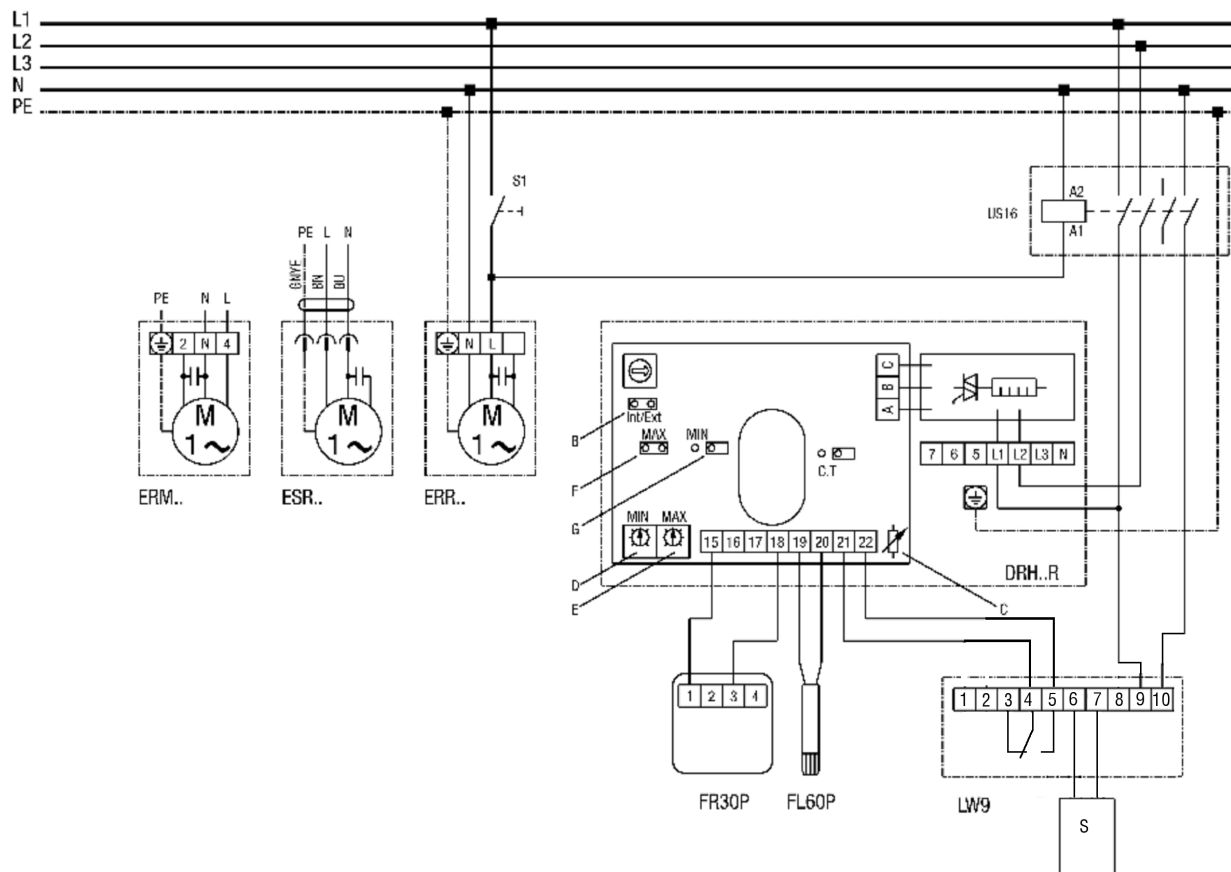 L1
L2
L3
N
PE
S1
A2
US16
A1
PE L N
GNYE BN BU
PE N L
2 N 4
N L
M
1
M
1
M
1
ERM..
ESR..
ERR..
Int/Ext
B
MAX MIN
F
C.T
G
C
B
A
7 6 5 L1 L2 L3 N
MIN MAX
15 16 17 18 19 20 21 22
D
E
DRH..R
C
1 2 3 4
FR30P
FL60P
1 2 3 4 5 6 7 8 9 10
LW9
S